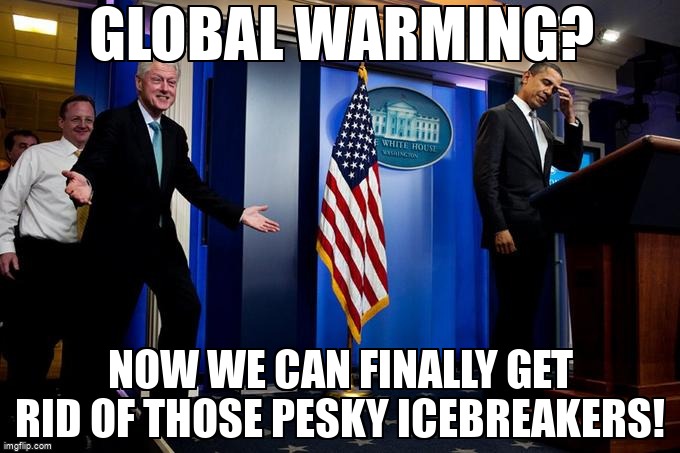 GLOBAL WARMING?
THE WHITE HOUSE
WASHINGTON
NOW WE CAN FINALLY GET
RID OF THOSE PESKY ICEBREAKERS!
imgflip.com